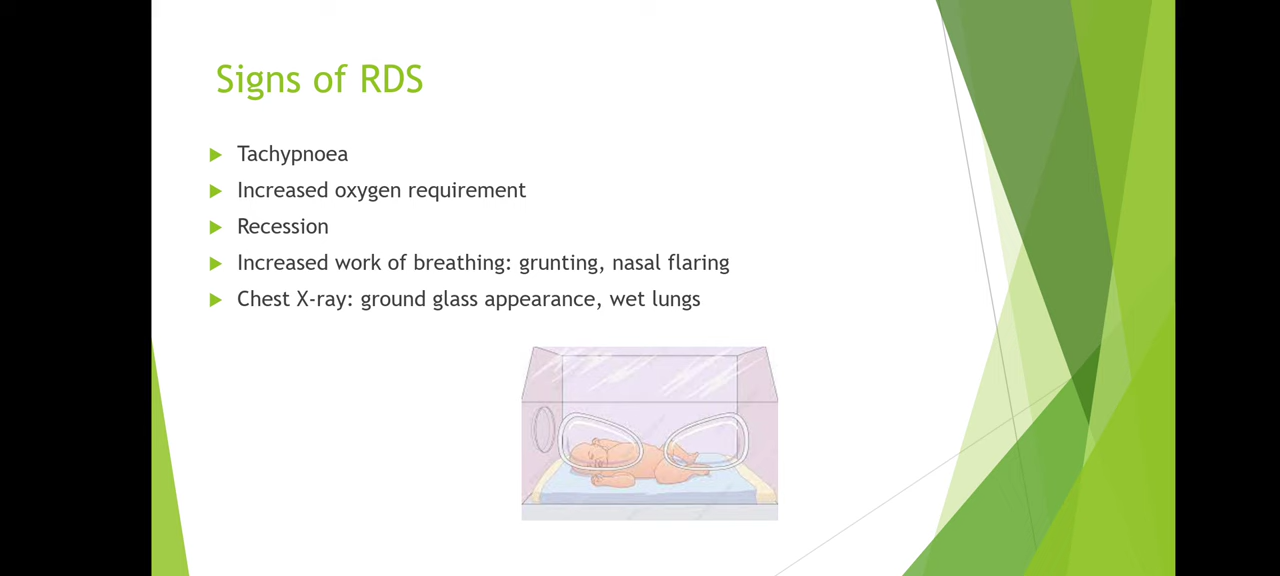 Signs of RDS
Tachypnoea
Increased oxygen requirement
Recession
Increased work of breathing: grunting, nasal flaring
Chest X-ray: ground glass appearance, wet lungs